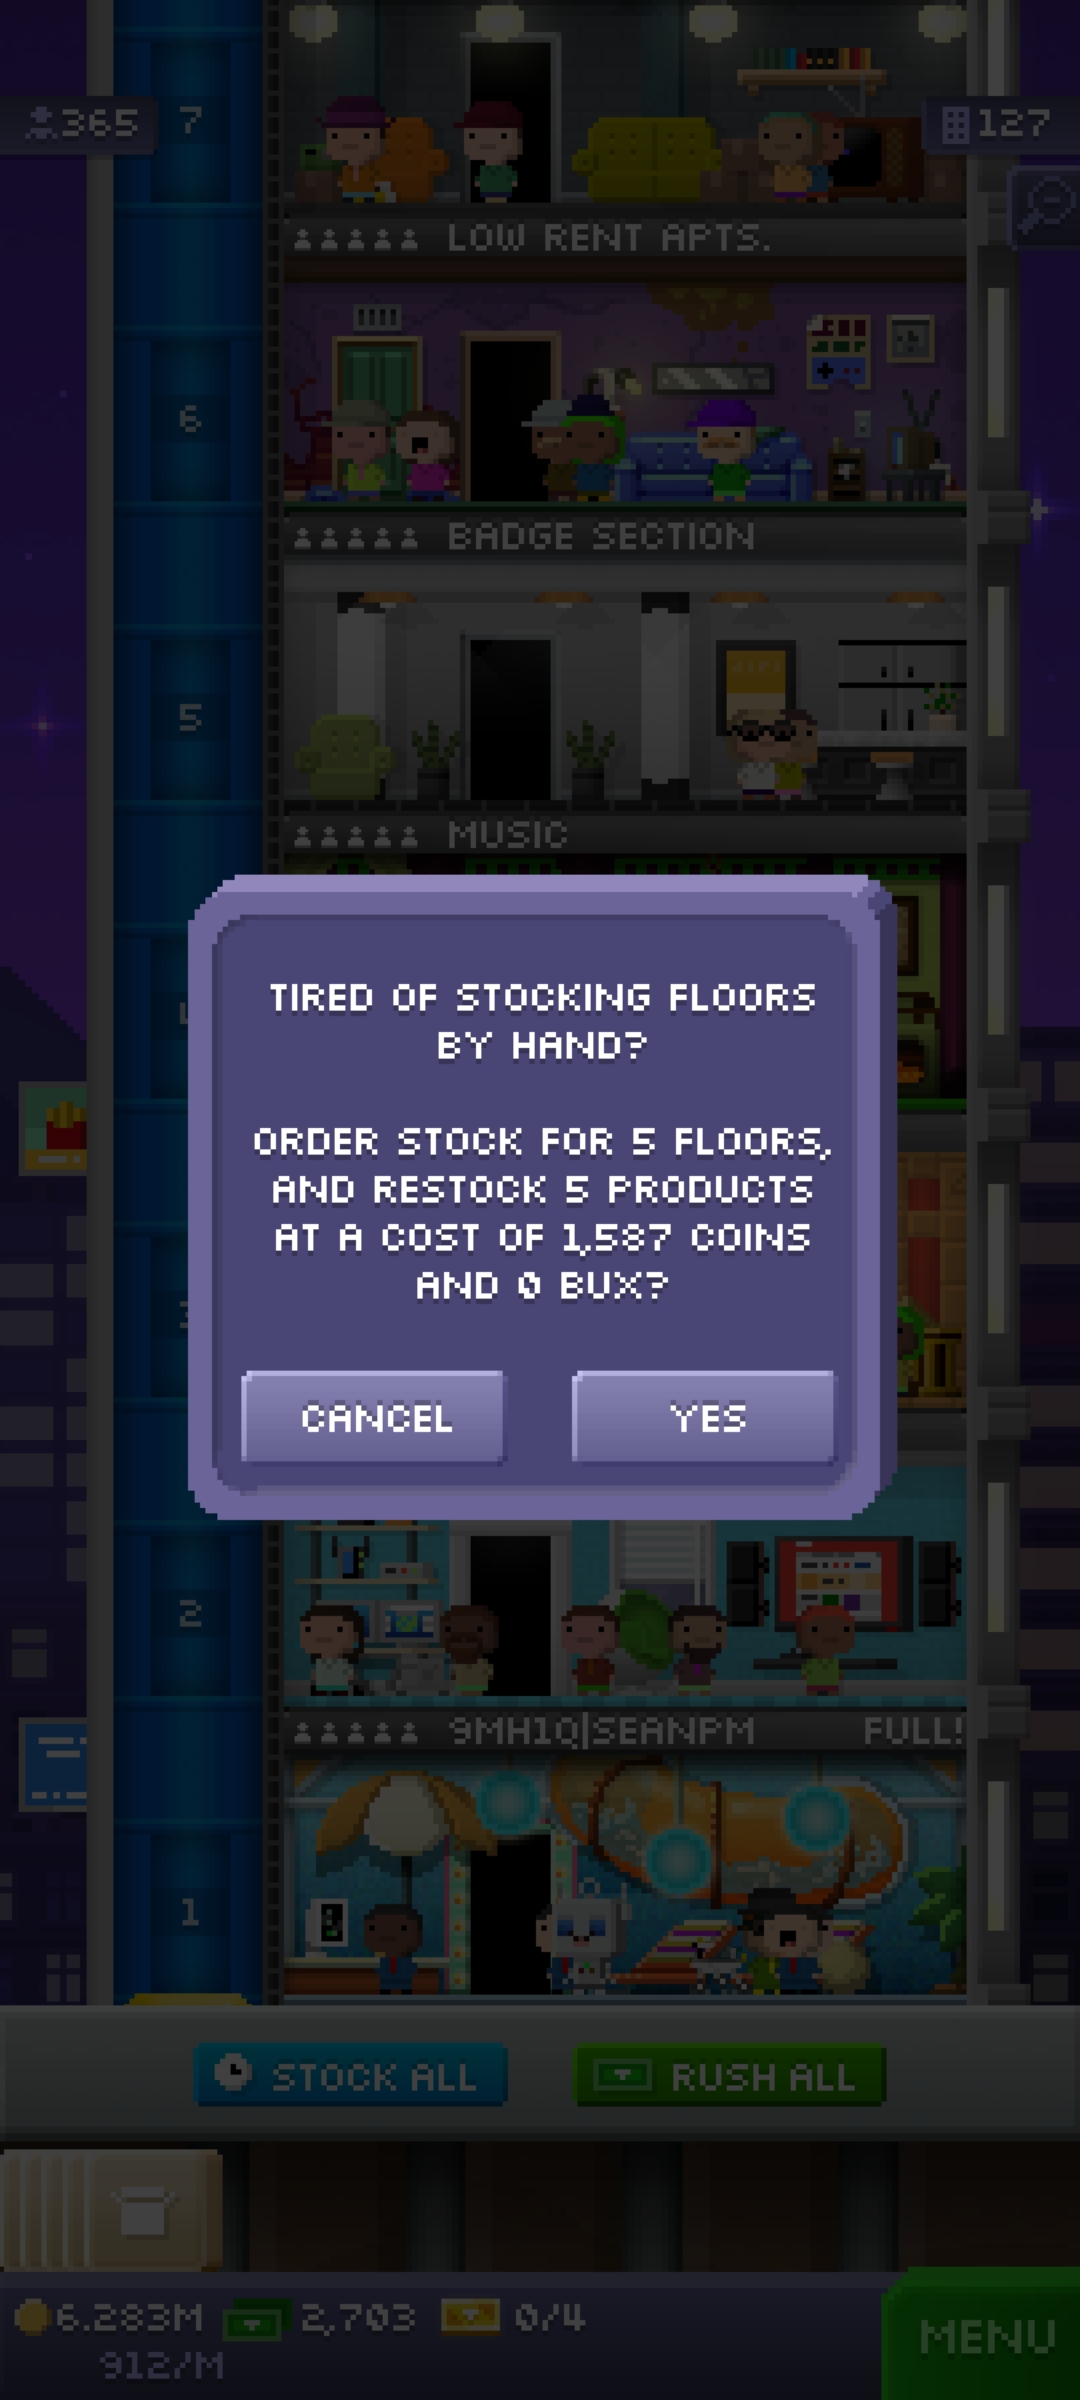 365
7
127
LOW RENT APTS.
6
BADGE SECTION
5
MUSIC
TIRED OF STOCKING FLOORS
BY HAND?
ORDER STOCK FOR 5 FLOORS,
AND RESTOCK 5 PRODUCTS
AT A COST OF 1,587 COINS
AND 0 BUX?
CANCEL
YES
2
9MH1Q|SEANPM
FULL!
1
STOCK ALL
RUSH ALL
6.283M
2,703
0/4
912/M
MENU